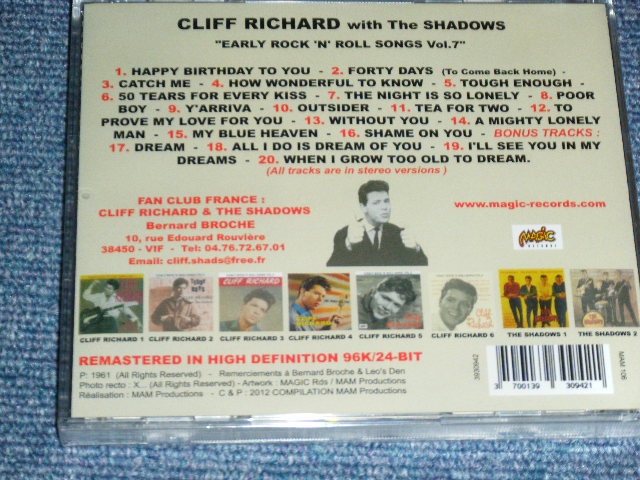 CLIFF RICHARD with The SHADOWS
"EARLY ROCK 'N' ROLL SONGS Vol.7"
1. HAPPY BIRTHDAY TO YOU - 2. FORTY DAYS (To Come Back Home) -
3. CATCH ME - 4. HOW WONDERFUL TO KNOW - 5. TOUGH ENOUGH -
6. 50 TEARS FOR EVERY KISS - 7. THE NIGHT IS SO LONELY - 8. POOR
BOY - 9. Y'ARRIVA - 10. OUTSIDER - 11. TEA FOR TWO - 12. TO
PROVE MY LOVE FOR YOU - 13. WITHOUT YOU - 14. A MIGHTY LONELY
MAN - 15. MY BLUE HEAVEN - 16. SHAME ON YOU - BONUS TRACKS :
17. DREAM - 18. ALL I DO IS DREAM OF YOU - 19. I'LL SEE YOU IN MY
DREAMS - 20. WHEN I GROW TOO OLD TO DREAM.
(All tracks are in stereo versions )
FAN CLUB FRANCE :
CLIFF RICHARD & THE SHADOWS
Bernard BROCHE
10, rue Edouard Rouvière
38450 - VIF - Tel: 04.76.72.67.01
Email: cliff.shads@free.fr
www.magic-records.com
MAGIC
RECORDS
CLIFF RICHARD
CLIFF RICHARD 1
CLIFF RICHARD 2
CLIFF RICHARD 3
CLIFF RICHARD 4
CLIFF RICHARD 5
CLIFF RICHARD 6
THE SHADOWS 1
THE SHADOWS 2
REMASTERED IN HIGH DEFINITION 96K/24-BIT
P: 1961 (All Rights Reserved) - Remerciements à Bernard Broche & Leo's Den
Photo recto : X... (All Rights Reserved) - Artwork : MAGIC Rds / MAM Productions
Réalisation : MAM Productions - C & P : 2012 COMPILATION MAM Productions
3930942
3 700139 309421
MAM 106